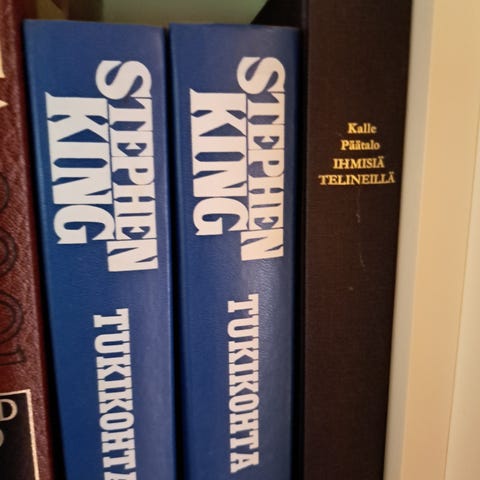 STEPHEN
KING
TUKIKOHTA
STEPHEN
KING
TUKIKOHTA
Kalle
Päätalo
IHMISIÄ
TELINEILLÄ